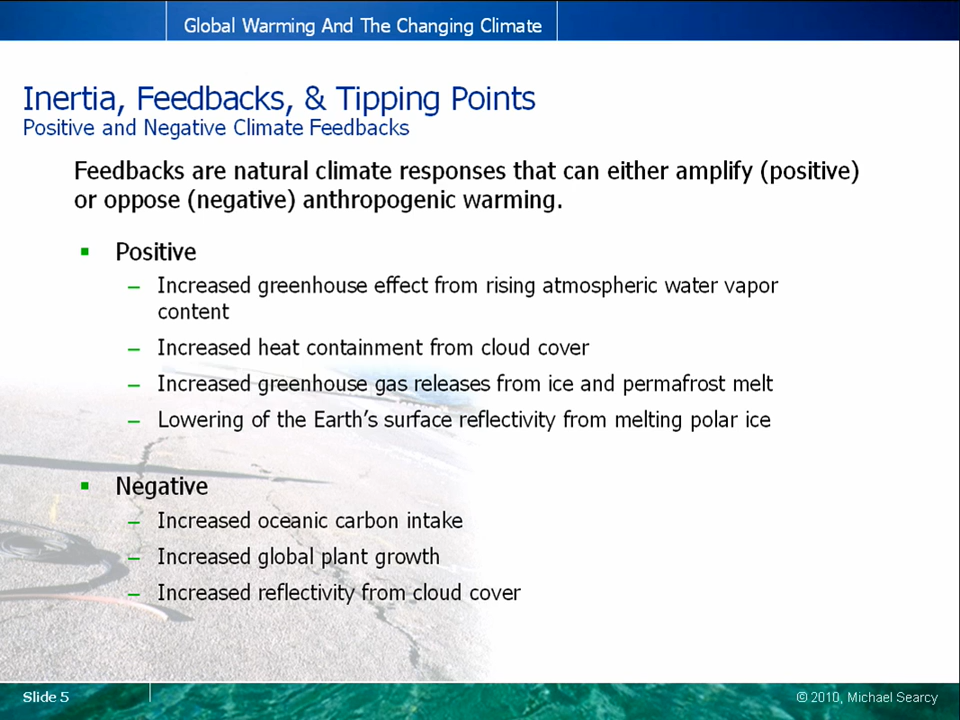 Global Warming And The Changing Climate
Inertia, Feedbacks, & Tipping Points
Positive and Negative Climate Feedbacks
Feedbacks are natural climate responses that can either amplify (positive)
or oppose (negative) anthropogenic warming.
▪ Positive
– Increased greenhouse effect from rising atmospheric water vapor
content
– Increased heat containment from cloud cover
– Increased greenhouse gas releases from ice and permafrost melt
– Lowering of the Earth's surface reflectivity from melting polar ice
▪ Negative
– Increased oceanic carbon intake
– Increased global plant growth
– Increased reflectivity from cloud cover
Slide 5
© 2010, Michael Searcy